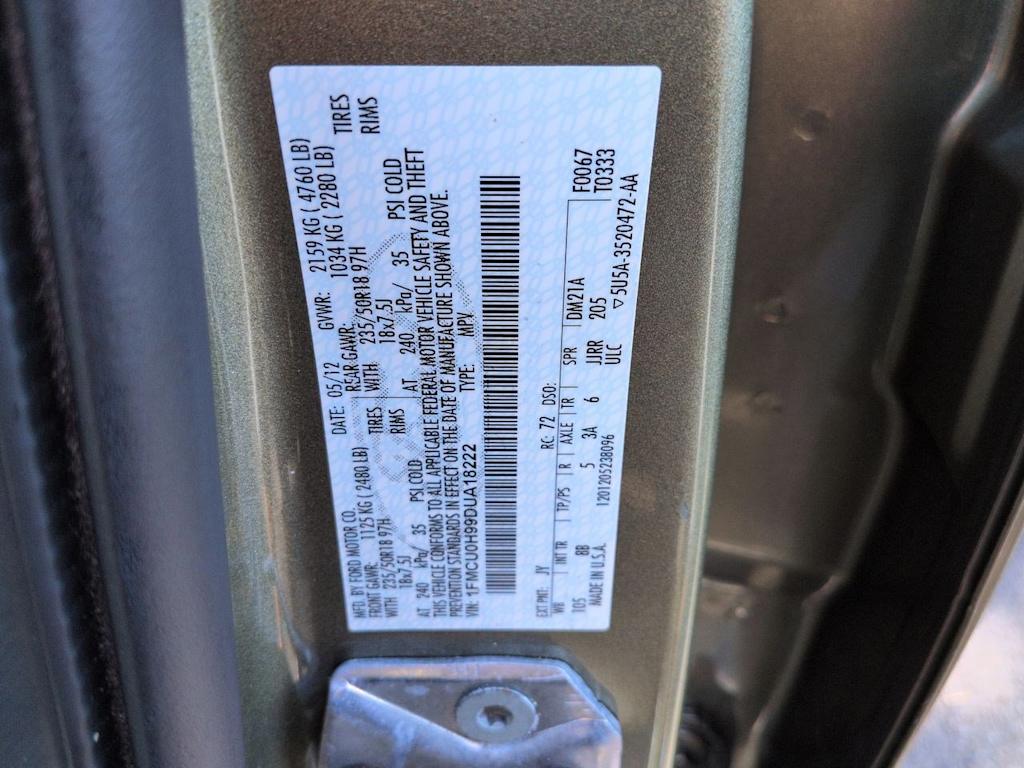 MFD. BY FORD MOTOR CO. DATE: 05/12 GVWR: 2159 KG ( 4760 LB)
FRONT GAWR: 1125 KG ( 2480 LB) REAR GAWR: 1034 KG ( 2280 LB)
WITH 235/50R18 97H TIRES WITH 235/50R18 97H TIRES
18x7.5J RIMS 18x7.5J RIMS
AT 240 kPa/ 35 PSI COLD AT 240 kPa/ 35 PSI COLD
THIS VEHICLE CONFORMS TO ALL APPLICABLE FEDERAL MOTOR VEHICLE SAFETY AND THEFT
PREVENTION STANDARDS IN EFFECT ON THE DATE OF MANUFACTURE SHOWN ABOVE.
VIN: 1FMCU0H99DUA18222 TYPE: MPV
EXT PNT: JY RC: 72 DSO: F0067
WB INT TR TP/PS R AXLE TR SPR DM21A T0333
105 8B 5 3A 6 JJRR 205
MADE IN U.S.A. 1201205238096 ULC ▽5U5A-3520472-AA